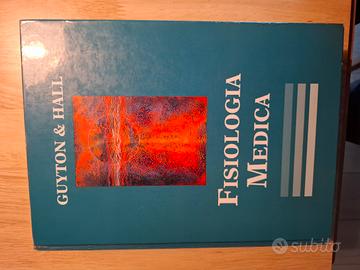 GUYTON & HALL
FISIOLOGIA
MEDICA
subito